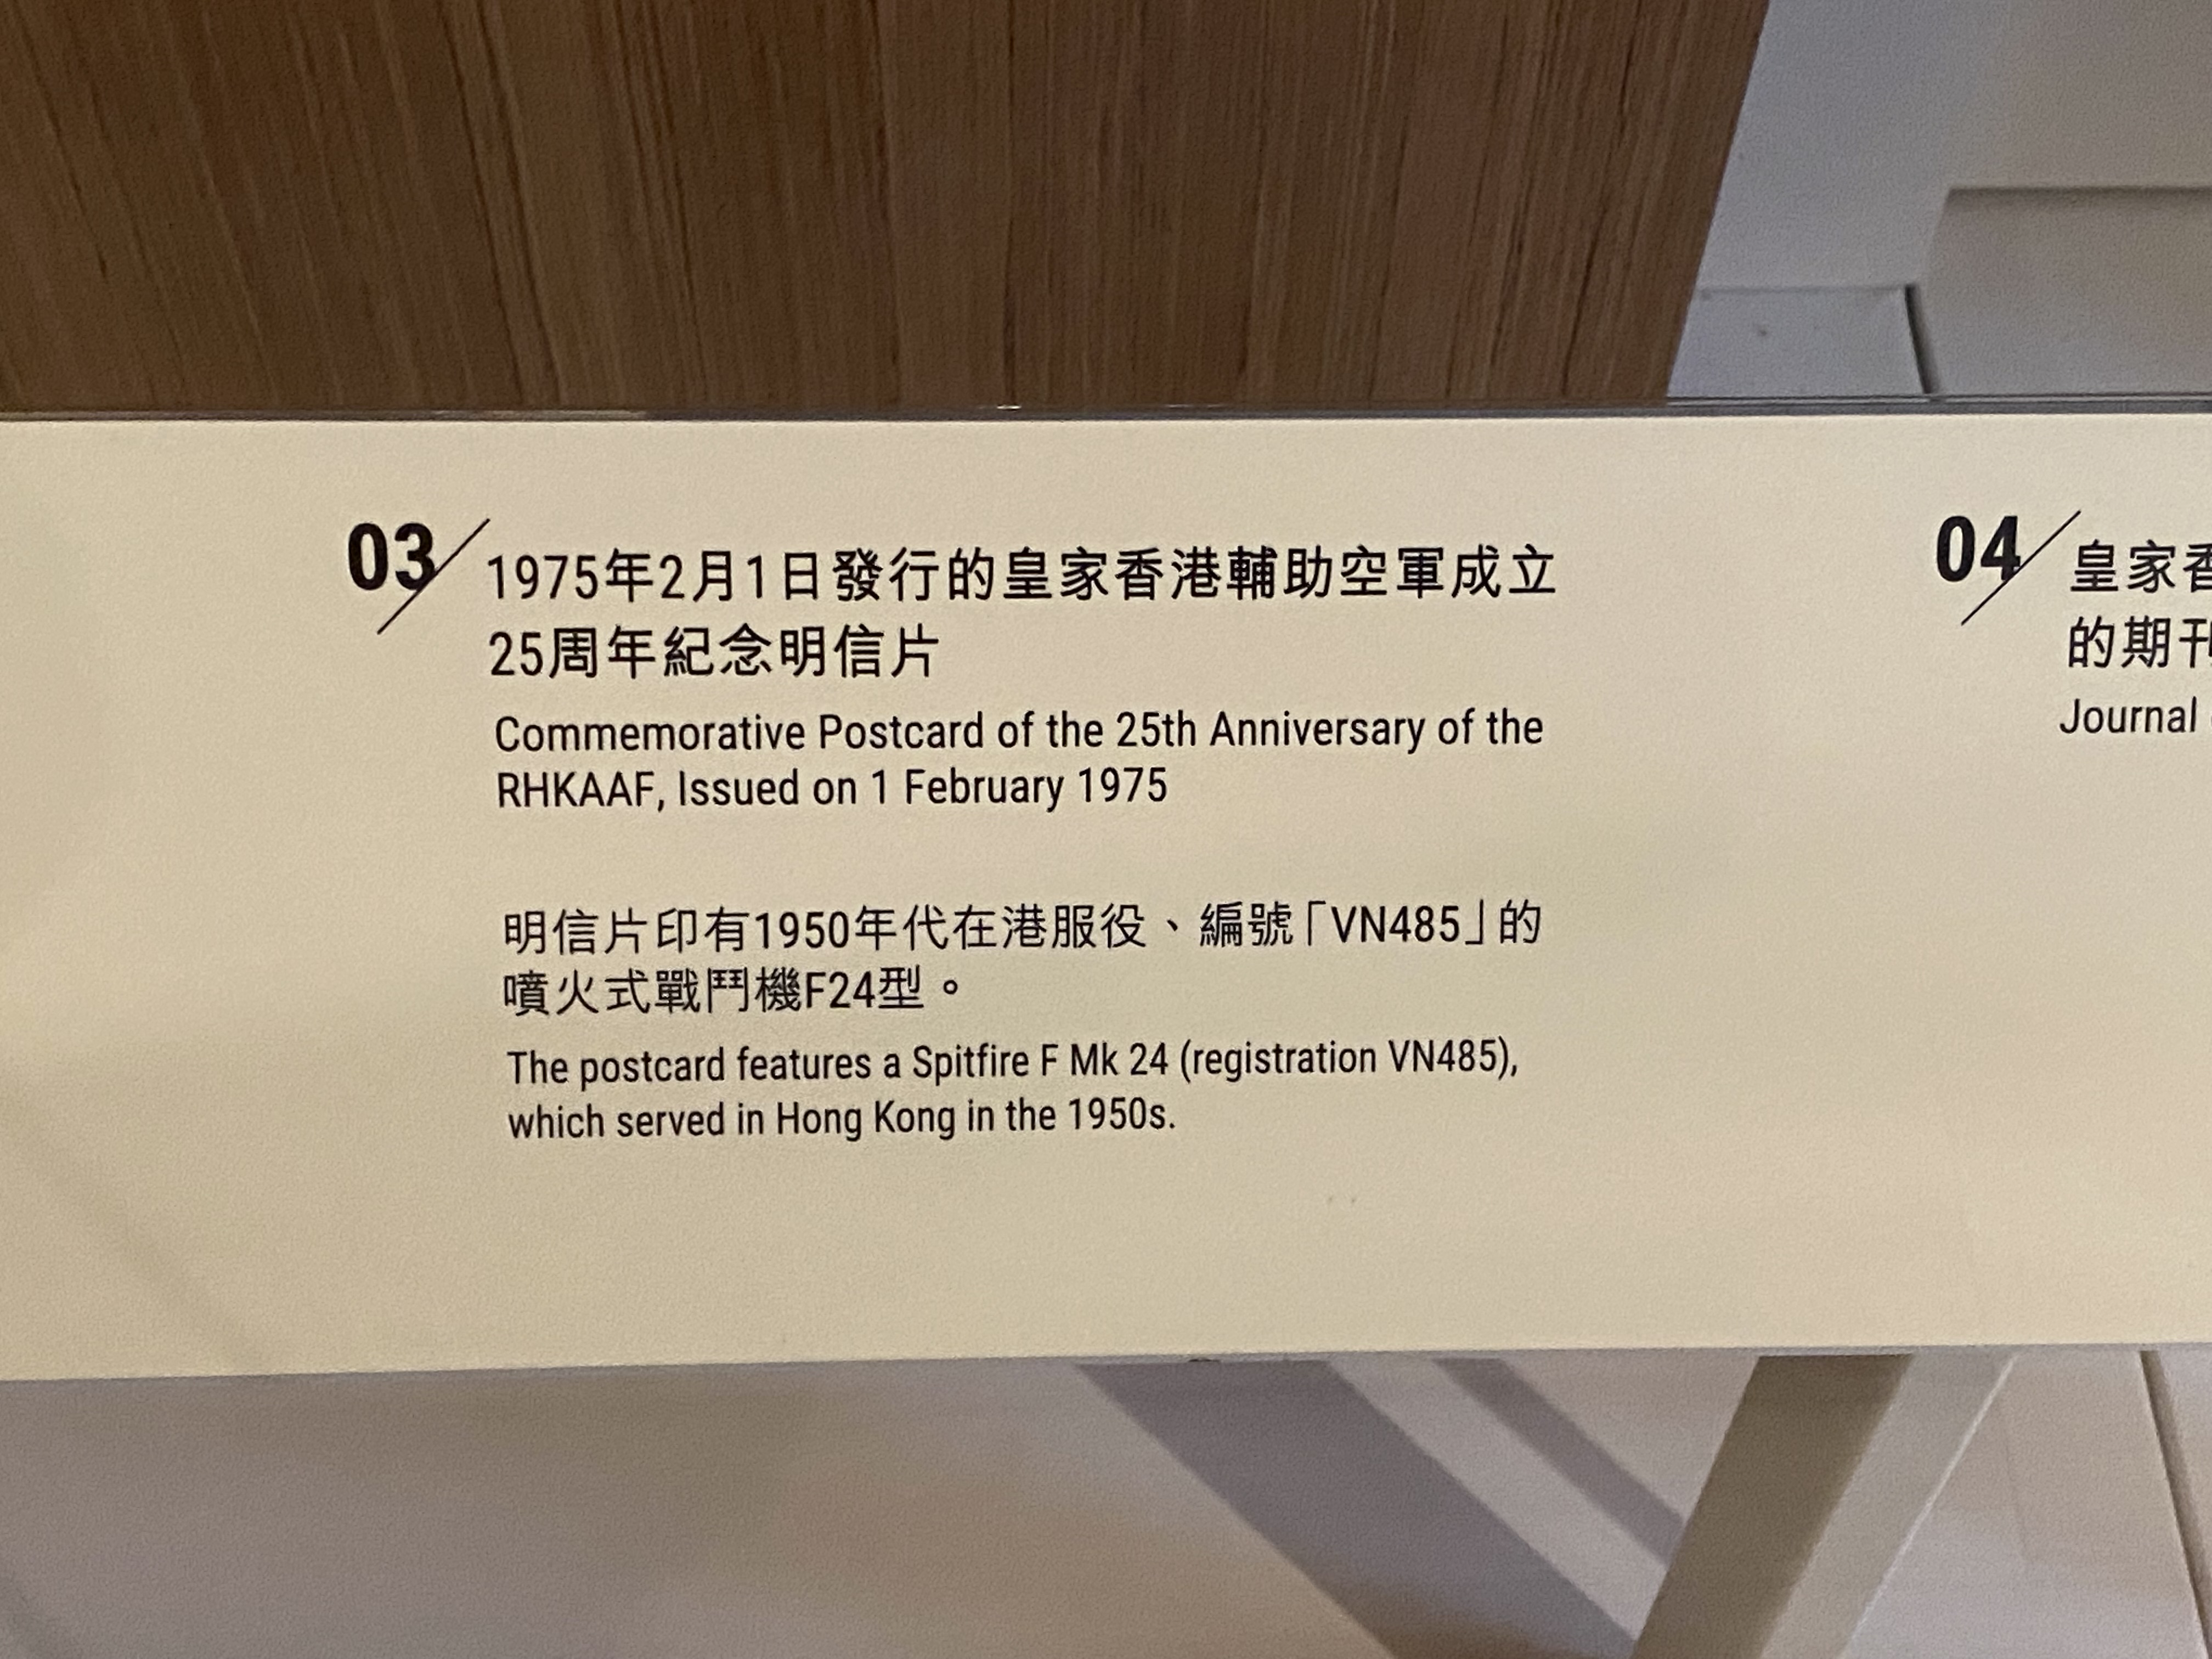 03
1975年2月1日發行的皇家香港輔助空軍成立
25周年紀念明信片
Commemorative Postcard of the 25th Anniversary of the
RHKAAF, Issued on 1 February 1975
明信片印有1950年代在港服役、編號「VN485」的
噴火式戰鬥機F24型。
The postcard features a Spitfire F Mk 24 (registration VN485),
which served in Hong Kong in the 1950s.
04
皇家香
的期刊
Journal